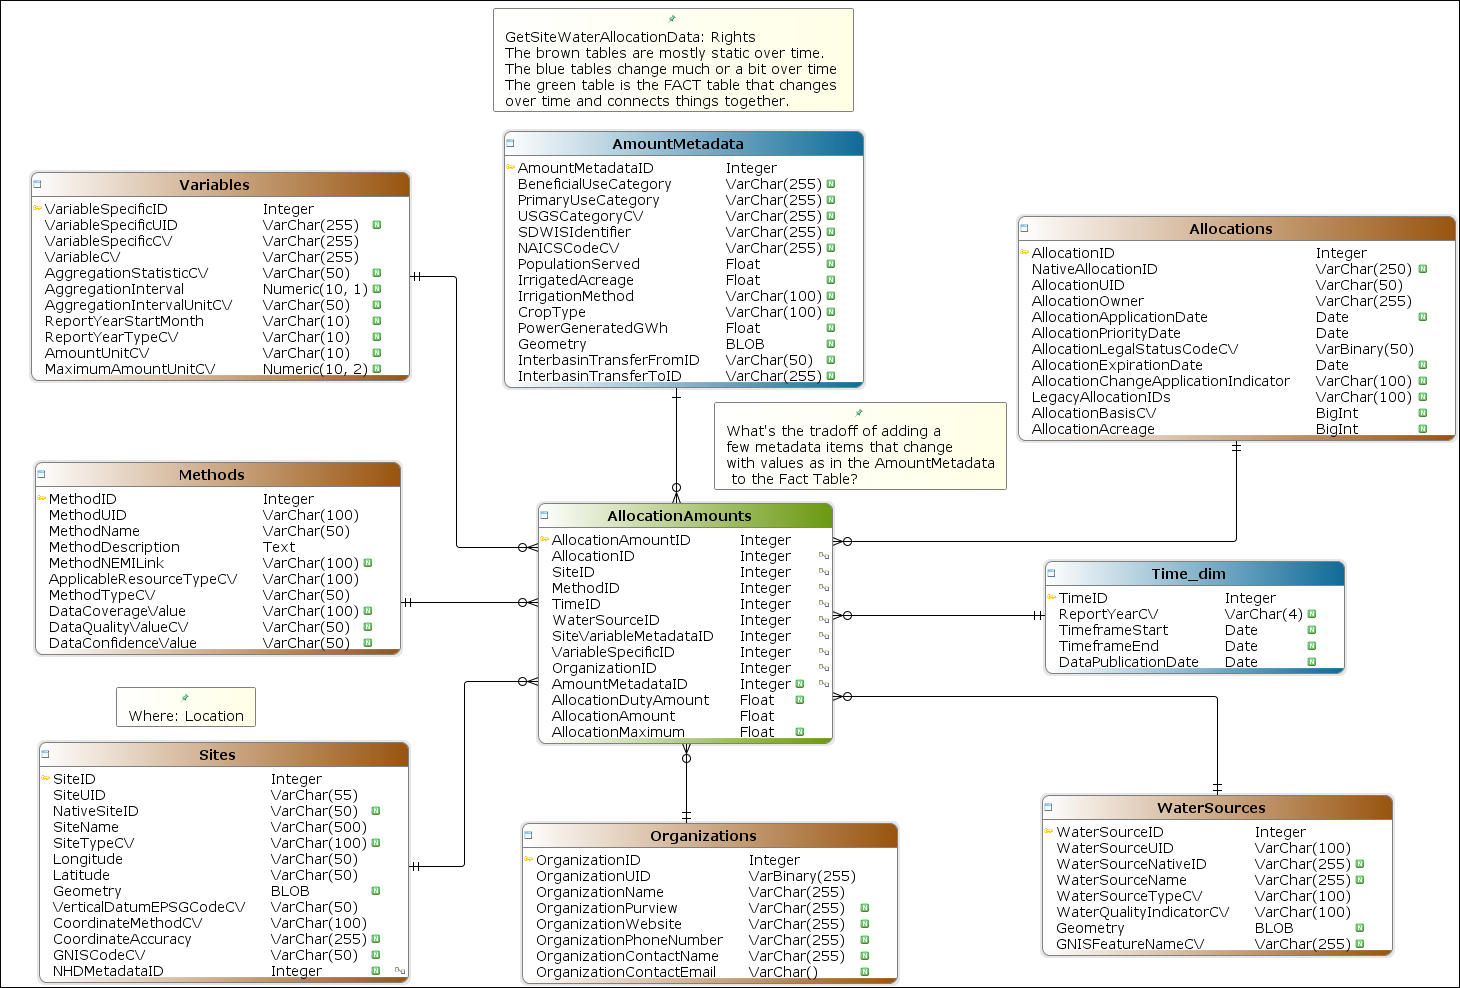 GetSiteWaterAllocationData: Rights
The brown tables are mostly static over time.
The blue tables change much or a bit over time
The green table is the FACT table that changes
over time and connects things together.
AmountMetadata
AmountMetadataID Integer
BeneficialUseCategory VarChar(255) N
PrimaryUseCategory VarChar(255) N
USGSCategoryCV VarChar(255) N
SDWISIdentifier VarChar(255) N
NAICSCodeCV VarChar(255) N
PopulationServed Float N
IrrigatedAcreage Float N
IrrigationMethod VarChar(100) N
CropType VarChar(100) N
PowerGeneratedGWh Float N
Geometry BLOB N
InterbasinTransferFromID VarChar(50) N
InterbasinTransferToID VarChar(255) N
Variables
VariableSpecificID Integer
VariableSpecificUID VarChar(255) N
VariableSpecificCV VarChar(255)
VariableCV VarChar(255)
AggregationStatisticCV VarChar(50) N
AggregationInterval Numeric(10, 1) N
AggregationIntervalUnitCV VarChar(50) N
ReportYearStartMonth VarChar(10) N
ReportYearTypeCV VarChar(10) N
AmountUnitCV VarChar(10) N
MaximumAmountUnitCV Numeric(10, 2) N
Allocations
AllocationID Integer
NativeAllocationID VarChar(250) N
AllocationUID VarChar(50)
AllocationOwner VarChar(255)
AllocationApplicationDate Date N
AllocationPriorityDate Date
AllocationLegalStatusCodeCV VarBinary(50)
AllocationExpirationDate Date N
AllocationChangeApplicationIndicator VarChar(100) N
LegacyAllocationIDs VarChar(100) N
AllocationBasisCV BigInt N
AllocationAcreage BigInt N
What's the tradoff of adding a
few metadata items that change
with values as in the AmountMetadata
to the Fact Table?
Methods
MethodID Integer
MethodUID VarChar(100)
MethodName VarChar(50)
MethodDescription Text
MethodNEMILink VarChar(100) N
ApplicableResourceTypeCV VarChar(100)
MethodTypeCV VarChar(50)
DataCoverageValue VarChar(100) N
DataQualityValueCV VarChar(50) N
DataConfidenceValue VarChar(50) N
AllocationAmounts
AllocationAmountID Integer
AllocationID Integer
SiteID Integer
MethodID Integer
TimeID Integer
WaterSourceID Integer
SiteVariableMetadataID Integer
VariableSpecificID Integer
OrganizationID Integer
AmountMetadataID Integer N
AllocationDutyAmount Float N
AllocationAmount Float
AllocationMaximum Float N
Time_dim
TimeID Integer
ReportYearCV VarChar(4) N
TimeframeStart Date N
TimeframeEnd Date N
DataPublicationDate Date N
Where: Location
Sites
SiteID Integer
SiteUID VarChar(55)
NativeSiteID VarChar(50) N
SiteName VarChar(500)
SiteTypeCV VarChar(100) N
Longitude VarChar(50)
Latitude VarChar(50)
Geometry BLOB N
VerticalDatumEPSGCodeCV VarChar(50)
CoordinateMethodCV VarChar(100)
CoordinateAccuracy VarChar(255) N
GNISCodeCV VarChar(50) N
NHDMetadataID Integer N
Organizations
OrganizationID Integer
OrganizationUID VarBinary(255)
OrganizationName VarChar(255)
OrganizationPurview VarChar(255) N
OrganizationWebsite VarChar(255) N
OrganizationPhoneNumber VarChar(255) N
OrganizationContactName VarChar(255) N
OrganizationContactEmail VarChar() N
WaterSources
WaterSourceID Integer
WaterSourceUID VarChar(100)
WaterSourceNativeID VarChar(255) N
WaterSourceName VarChar(255) N
WaterSourceTypeCV VarChar(100)
WaterQualityIndicatorCV VarChar(100)
Geometry BLOB N
GNISFeatureNameCV VarChar(255) N